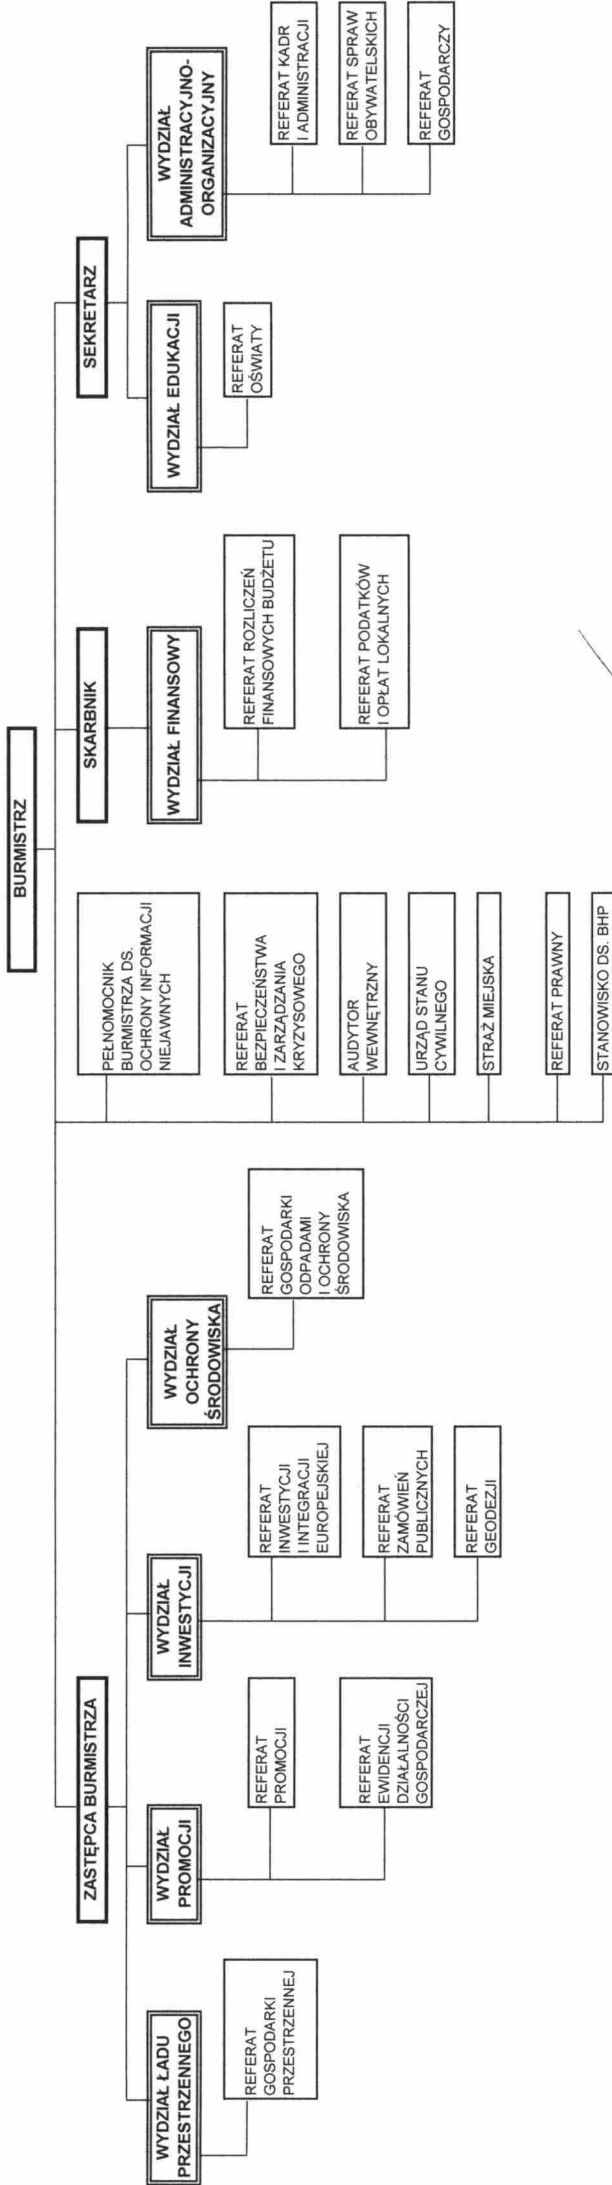 BURMISTRZ
ZASTĘPCA BURMISTRZA
SKARBNIK
SEKRETARZ
WYDZIAŁ ŁADU
PRZESTRZENNEGO
REFERAT
GOSPODARKI
PRZESTRZENNEJ
WYDZIAŁ
PROMOCJI
REFERAT
PROMOCJI
REFERAT
EWIDENCJI
DZIAŁALNOŚCI
GOSPODARCZEJ
WYDZIAŁ
INWESTYCJI
REFERAT
INWESTYCJI
I INTEGRACJI
EUROPEJSKIEJ
REFERAT
ZAMÓWIEŃ
PUBLICZNYCH
REFERAT
GEODEZJI
WYDZIAŁ
OCHRONY
ŚRODOWISKA
REFERAT
GOSPODARKI
ODPADAMI
I OCHRONY
ŚRODOWISKA
PEŁNOMOCNIK
BURMISTRZA DS.
OCHRONY INFORMACJI
NIEJAWNYCH
REFERAT
BEZPIECZEŃSTWA
I ZARZĄDZANIA
KRYZYSOWEGO
AUDYTOR
WEWNĘTRZNY
URZĄD STANU
CYWILNEGO
STRAŻ MIEJSKA
REFERAT PRAWNY
STANOWISKO DS. BHP
WYDZIAŁ FINANSOWY
REFERAT ROZLICZEŃ
FINANSOWYCH BUDŻETU
REFERAT PODATKÓW
I OPŁAT LOKALNYCH
WYDZIAŁ EDUKACJI
REFERAT
OŚWIATY
WYDZIAŁ
ADMINISTRACYJNO-
ORGANIZACYJNY
REFERAT KADR
I ADMINISTRACJI
REFERAT SPRAW
OBYWATELSKICH
REFERAT
GOSPODARCZY